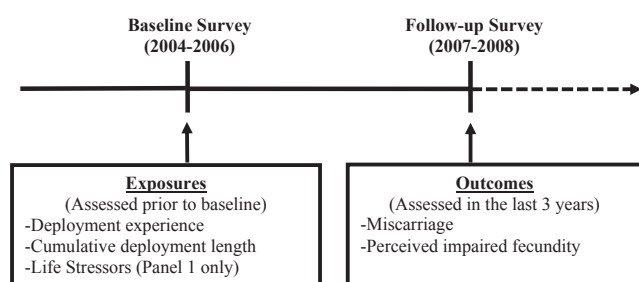 Baseline Survey
(2004-2006)
Follow-up Survey
(2007-2008)
Exposures
(Assessed prior to baseline)
-Deployment experience
-Cumulative deployment length
-Life Stressors (Panel 1 only)
Outcomes
(Assessed in the last 3 years)
-Miscarriage
-Perceived impaired fecundity